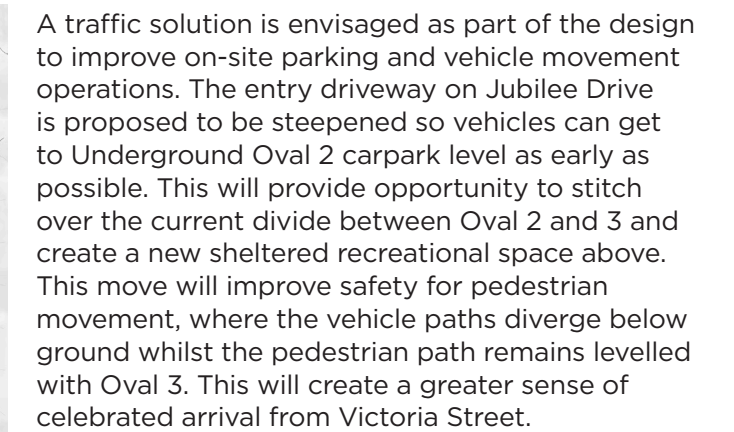 A traffic solution is envisaged as part of the design
to improve on-site parking and vehicle movement
operations. The entry driveway on Jubilee Drive
is proposed to be steepened so vehicles can get
to Underground Oval 2 carpark level as early as
possible. This will provide opportunity to stitch
over the current divide between Oval 2 and 3 and
create a new sheltered recreational space above.
This move will improve safety for pedestrian
movement, where the vehicle paths diverge below
ground whilst the pedestrian path remains levelled
with Oval 3. This will create a greater sense of
celebrated arrival from Victoria Street.